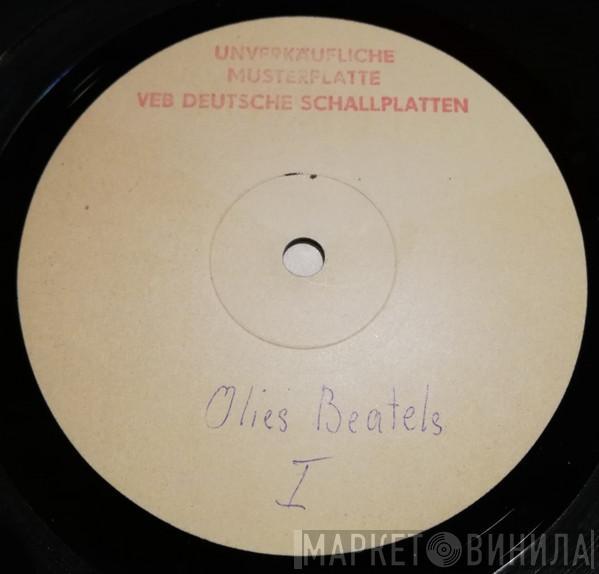 UNVERKÄUFLICHE
MUSTERPLATTE
VEB DEUTSCHE SCHALLPLATTEN
Olies Beatels
I
МАРКЕТ ВИНИЛА